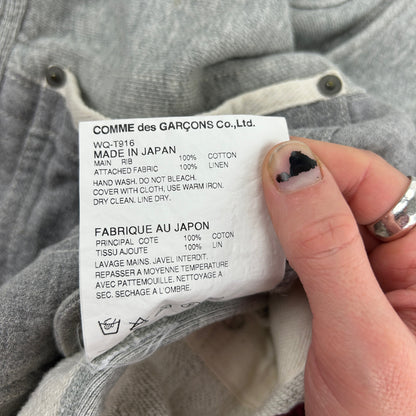 COMME des GARÇONS Co.,Ltd.
WQ-T916
MADE IN JAPAN
MAIN RIB 100% COTTON
ATTACHED FABRIC 100% LINEN
HAND WASH. DO NOT BLEACH.
COVER WITH CLOTH, USE WARM IRON.
DRY CLEAN. LINE DRY.
FABRIQUE AU JAPON
PRINCIPAL COTE 100% COTON
TISSU AJOUTE 100% LIN
LAVAGE MAINS. JAVEL INTERDIT.
REPASSER A MOYENNE TEMPERATURE
AVEC PATTEMOUILLE. NETTOYAGE A
SEC. SECHAGE A L'OMBRE.